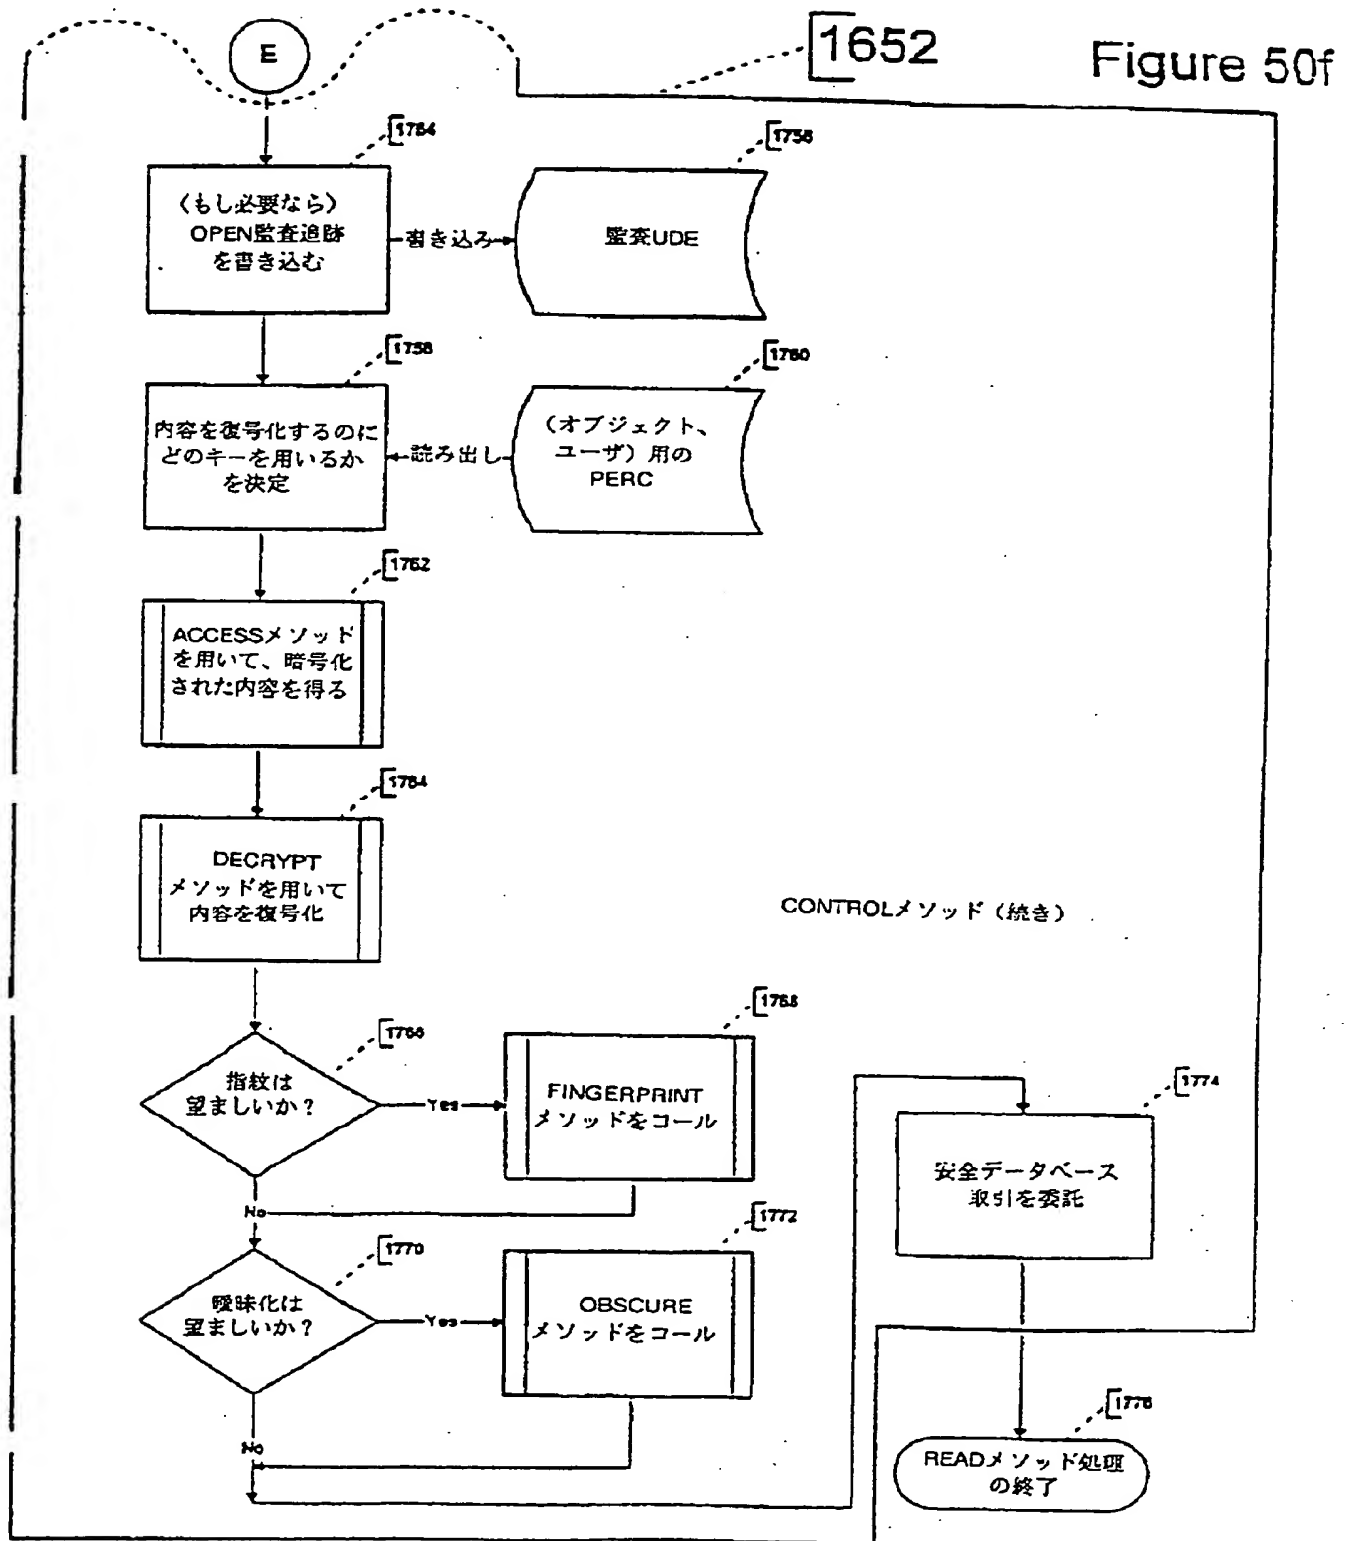 E
1652
Figure 50f
1754
(もし必要なら)
OPEN監査追跡
を書き込む
書き込み
1756
監査UDE
1758
内容を復号化するのに
どのキーを用いるか
を決定
読み出し
1760
(オブジェクト、
ユーザ)用の
PERC
1762
ACCESSメソッド
を用いて、暗号化
された内容を得る
1764
DECRYPT
メソッドを用いて
内容を復号化
CONTROLメソッド(続き)
1766
指紋は
望ましいか?
Yes
1768
FINGERPRINT
メソッドをコール
No
1770
曖昧化は
望ましいか?
Yes
1772
OBSCURE
メソッドをコール
No
1774
安全データベース
取引を委託
1776
READメソッド処理
の終了